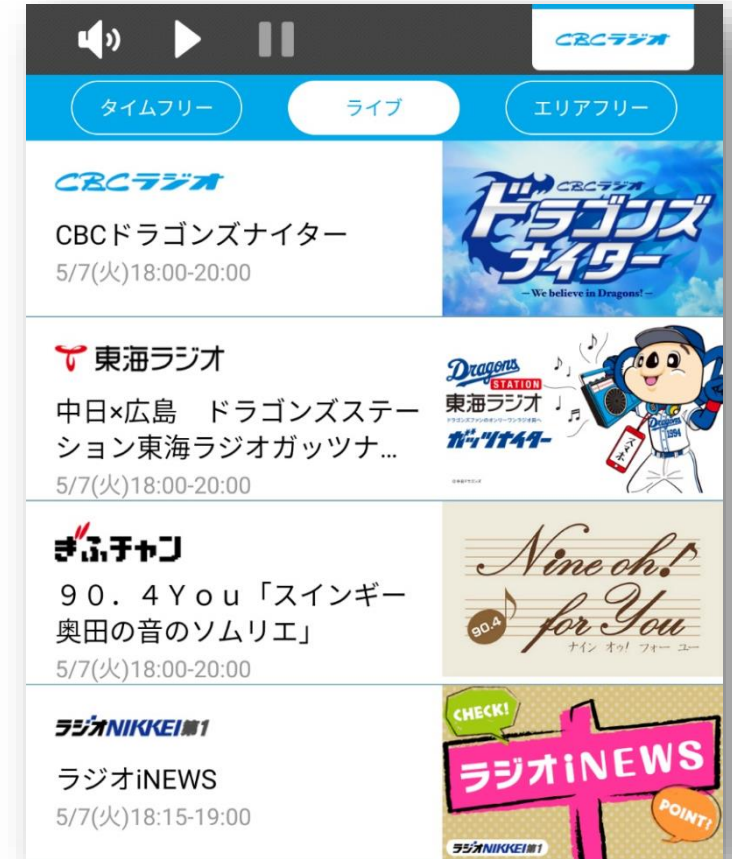 CBCラジオ
タイムフリー
ライブ
エリアフリー
CBCラジオ
CBCドラゴンズナイター
5/7(火)18:00-20:00
CBCラジオ
ドラゴンズ
ナイター
– We believe in Dragons! –
東海ラジオ
中日×広島　ドラゴンズステー
ション東海ラジオガッツナ...
5/7(火)18:00-20:00
Dragons
STATION
東海ラジオ
ガッツナイター
Dragons
1994
ぎふチャン
９０．４Ｙｏｕ「スインギー
奥田の音のソムリエ」
5/7(火)18:00-20:00
Nine oh!
for You
90.4
ナイン オゥ! フォー ユー
ラジオNIKKEI第1
ラジオiNEWS
5/7(火)18:15-19:00
CHECK!
ラジオiNEWS
POINT!
ラジオNIKKEI第1